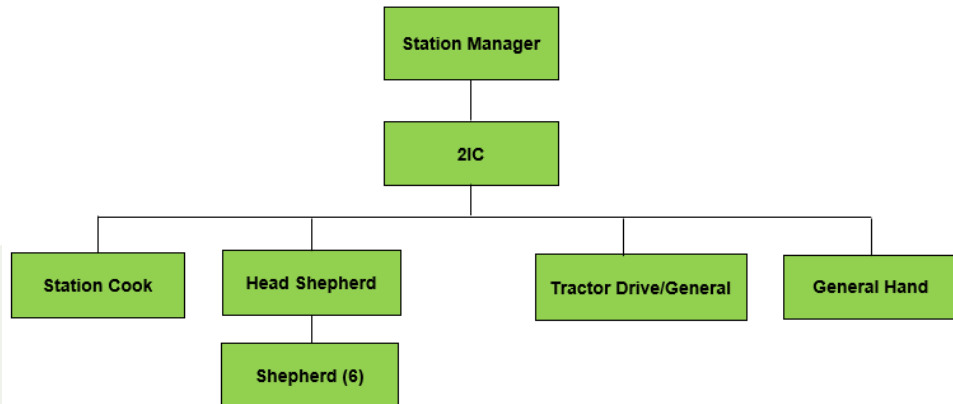 Station Manager
2IC
Station Cook
Head Shepherd
Tractor Drive/General
General Hand
Shepherd (6)